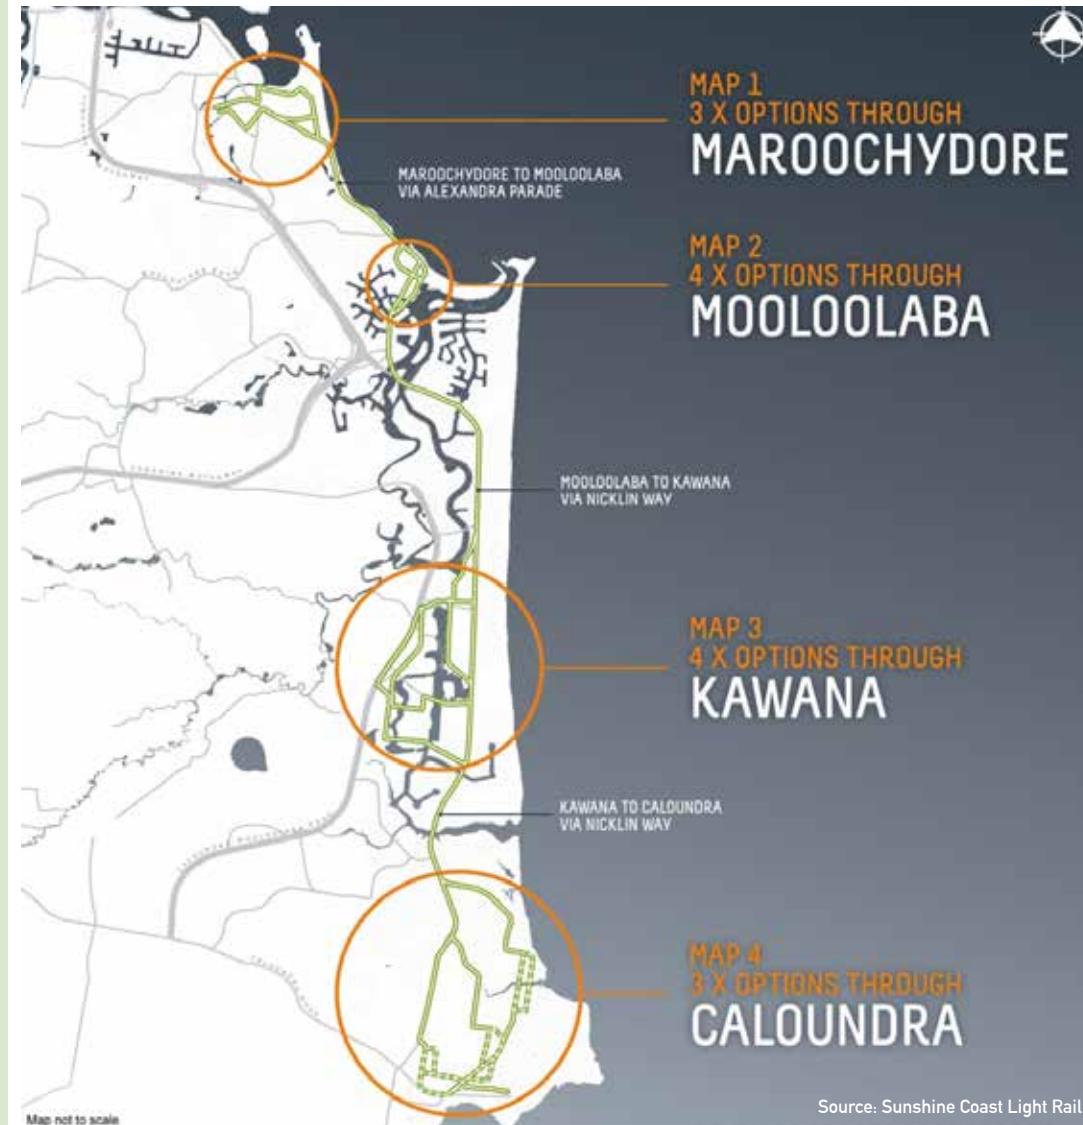 MAP 1
3 X OPTIONS THROUGH
MAROOCHYDORE
MAROOCHYDORE TO MOOLOOLABA
VIA ALEXANDRA PARADE
MAP 2
4 X OPTIONS THROUGH
MOOLOOLABA
MOOLOOLABA TO KAWANA
VIA NICKLIN WAY
MAP 3
4 X OPTIONS THROUGH
KAWANA
KAWANA TO CALOUNDRA
VIA NICKLIN WAY
MAP 4
3 X OPTIONS THROUGH
CALOUNDRA
Map not to scale
Source: Sunshine Coast Light Rail